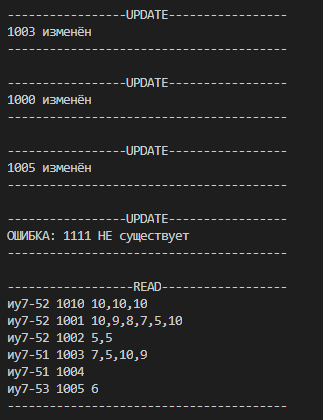 -----------------UPDATE-----------------
1003 изменён
----------------------------------------
-----------------UPDATE-----------------
1000 изменён
----------------------------------------
-----------------UPDATE-----------------
1005 изменён
----------------------------------------
-----------------UPDATE-----------------
ОШИБКА: 1111 НЕ существует
----------------------------------------
------------------READ------------------
иу7-52 1010 10,10,10
иу7-52 1001 10,9,8,7,5,10
иу7-52 1002 5,5
иу7-51 1003 7,5,10,9
иу7-51 1004
иу7-53 1005 6
----------------------------------------